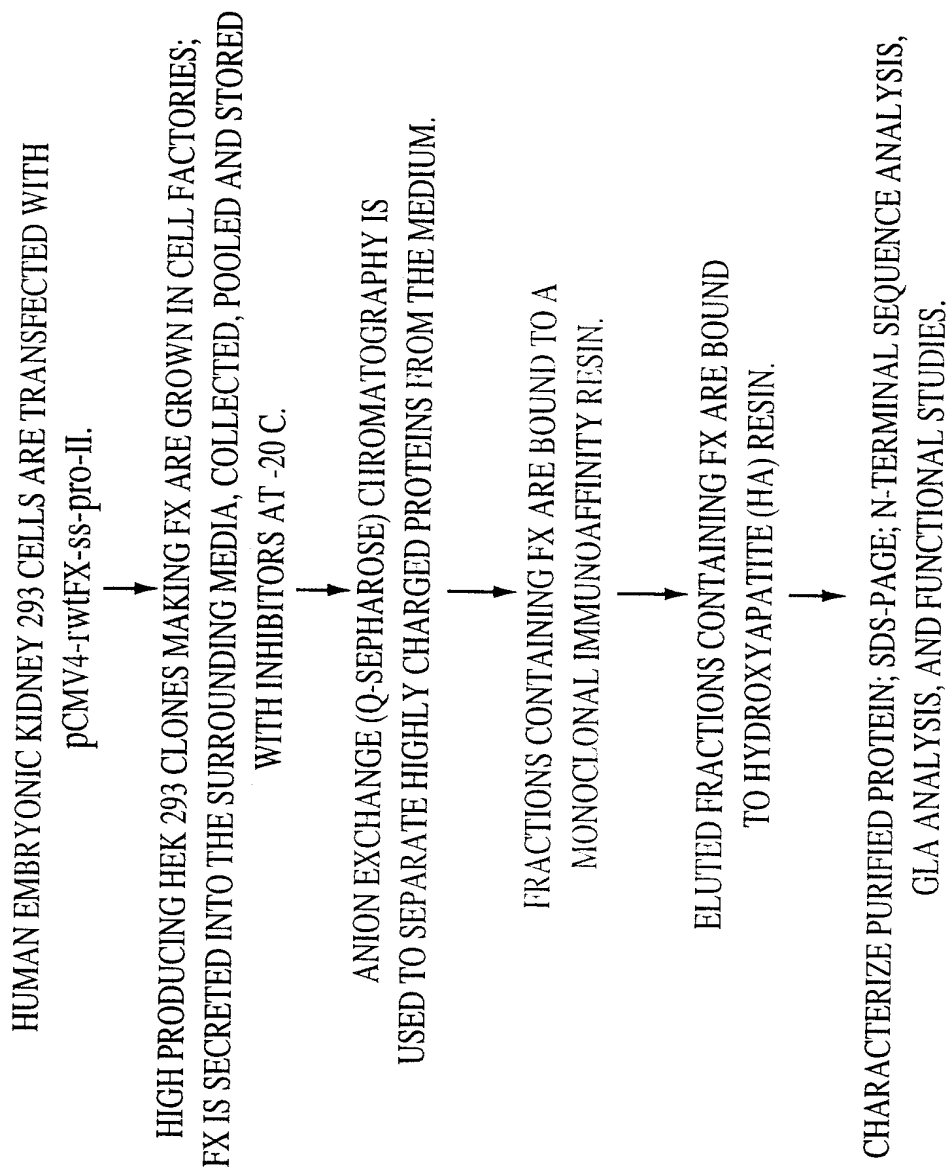 HUMAN EMBRYONIC KIDNEY 293 CELLS ARE TRANSFECTED WITH
pCMV4-rwtFX-ss-pro-II.
HIGH PRODUCING HEK 293 CLONES MAKING FX ARE GROWN IN CELL FACTORIES;
FX IS SECRETED INTO THE SURROUNDING MEDIA, COLLECTED, POOLED AND STORED
WITH INHIBITORS AT -20 C.
ANION EXCHANGE (Q-SEPHAROSE) CHROMATOGRAPHY IS
USED TO SEPARATE HIGHLY CHARGED PROTEINS FROM THE MEDIUM.
FRACTIONS CONTAINING FX ARE BOUND TO A
MONOCLONAL IMMUNOAFFINITY RESIN.
ELUTED FRACTIONS CONTAINING FX ARE BOUND
TO HYDROXYAPATITE (HA) RESIN.
CHARACTERIZE PURIFIED PROTEIN; SDS-PAGE; N-TERMINAL SEQUENCE ANALYSIS,
GLA ANALYSIS, AND FUNCTIONAL STUDIES.